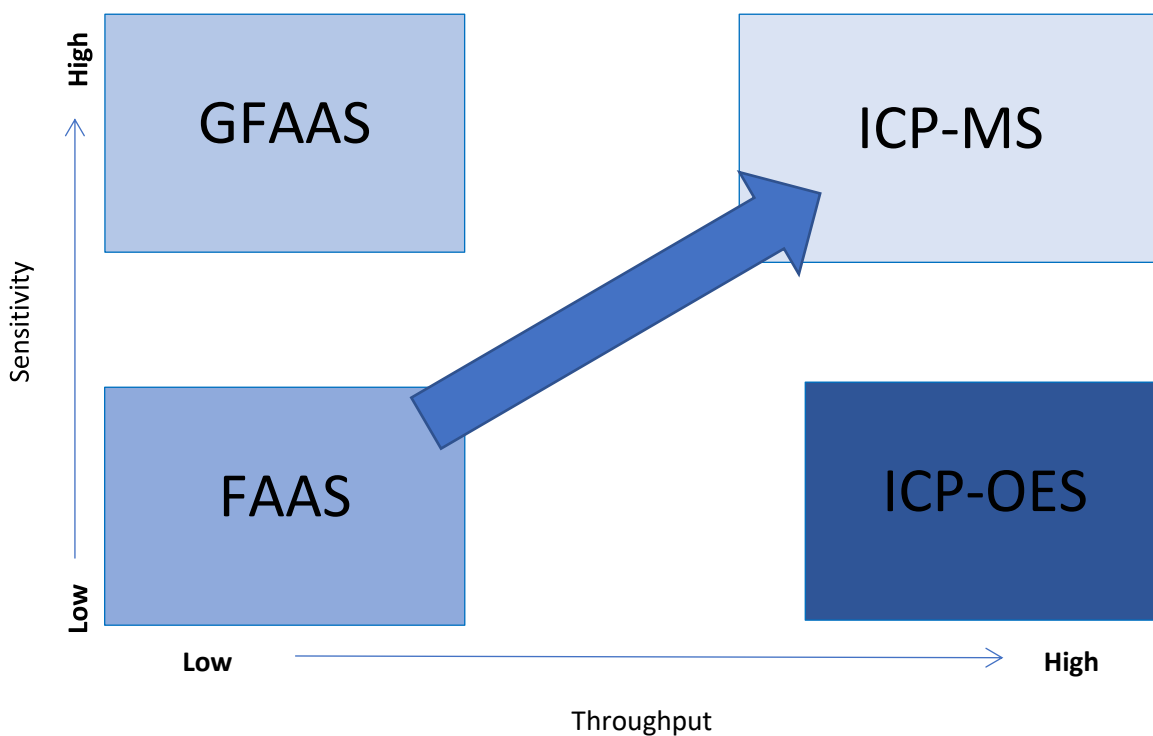 High
GFAAS
ICP-MS
Sensitivity
FAAS
ICP-OES
Low
Low
High
Throughput